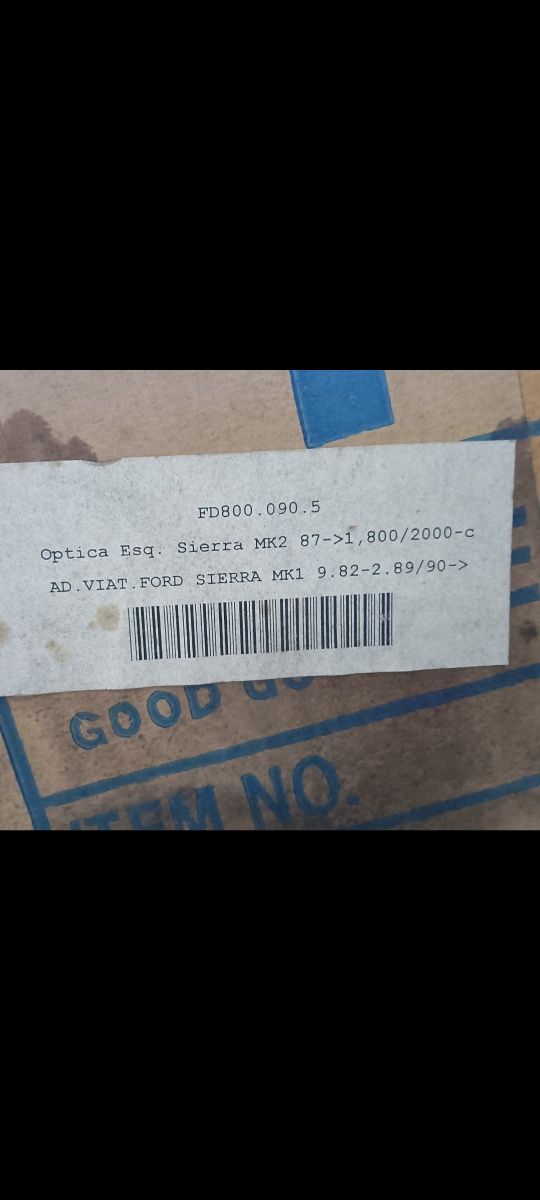 FD800.090.5
Optica Esq. Sierra MK2 87->1,800/2000-c
AD.VIAT.FORD SIERRA MK1 9.82-2.89/90->
GOOD
ITEM NO.